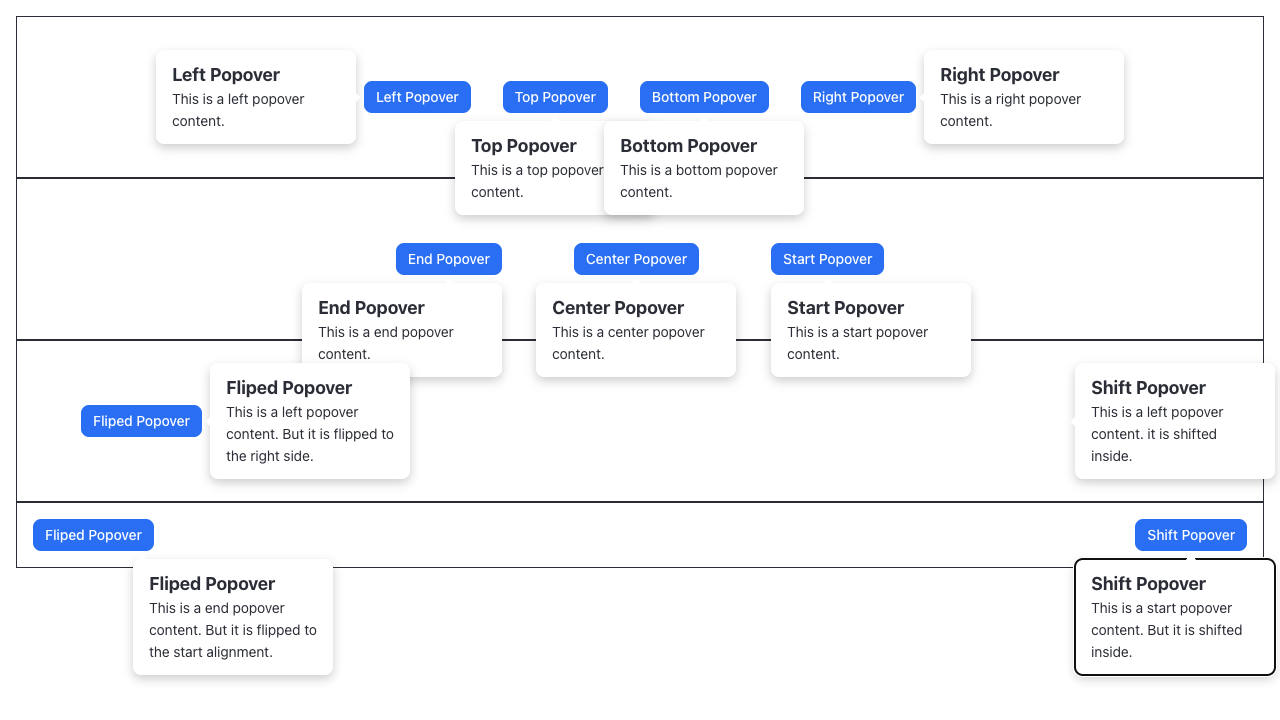 Left Popover
This is a left popover
content.
Left Popover
Top Popover
Bottom Popover
Right Popover
Right Popover
This is a right popover
content.
Top Popover
This is a top popover
content.
Bottom Popover
This is a bottom popover
content.
End Popover
Center Popover
Start Popover
End Popover
This is a end popover
content.
Center Popover
This is a center popover
content.
Start Popover
This is a start popover
content.
Fliped Popover
Fliped Popover
This is a left popover
content. But it is flipped to
the right side.
Shift Popover
This is a left popover
content. it is shifted
inside.
Fliped Popover
Shift Popover
Fliped Popover
This is a end popover
content. But it is flipped to
the start alignment.
Shift Popover
This is a start popover
content. But it is shifted
inside.